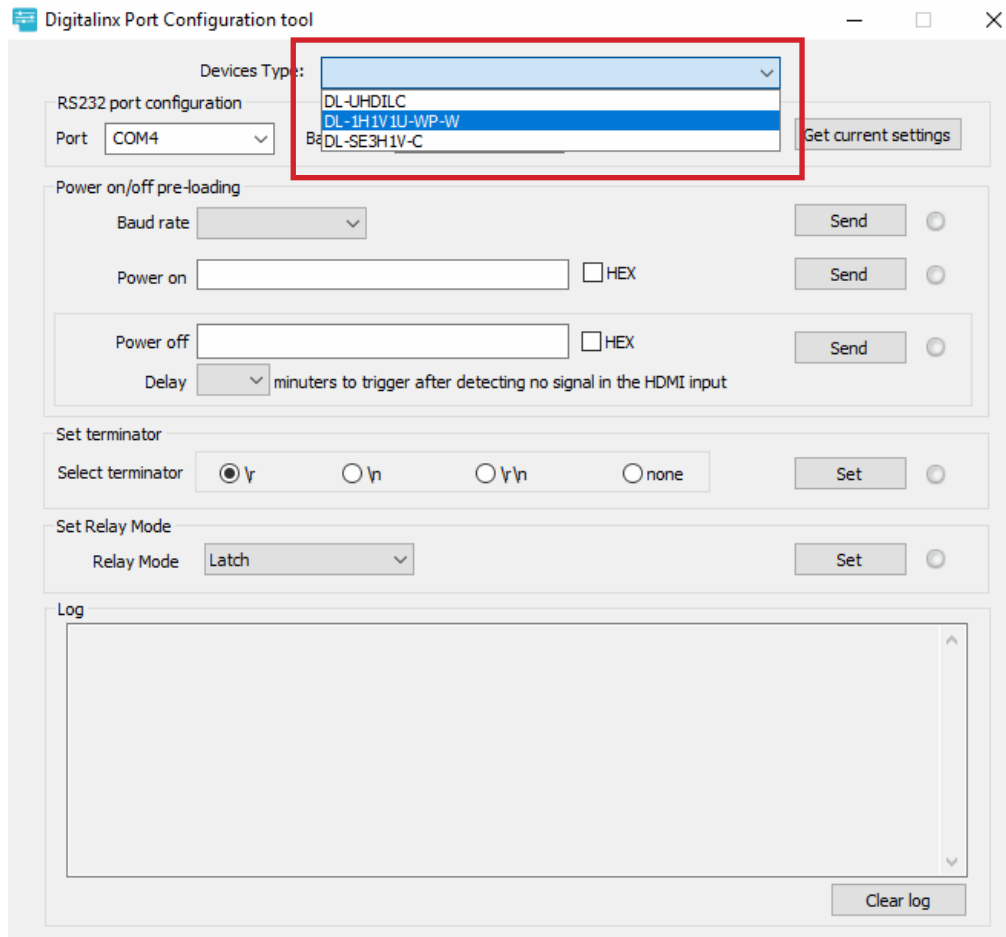 Digitalinx Port Configuration tool
Devices Type:
DL-UHDILC
DL-1H1V1U-WP-W
DL-SE3H1V-C
RS232 port configuration
Port COM4 Ba Get current settings
Power on/off pre-loading
Baud rate Send
Power on HEX Send
Power off HEX Send
Delay minuters to trigger after detecting no signal in the HDMI input
Set terminator
Select terminator \r \n \r\n none Set
Set Relay Mode
Relay Mode Latch Set
Log
Clear log